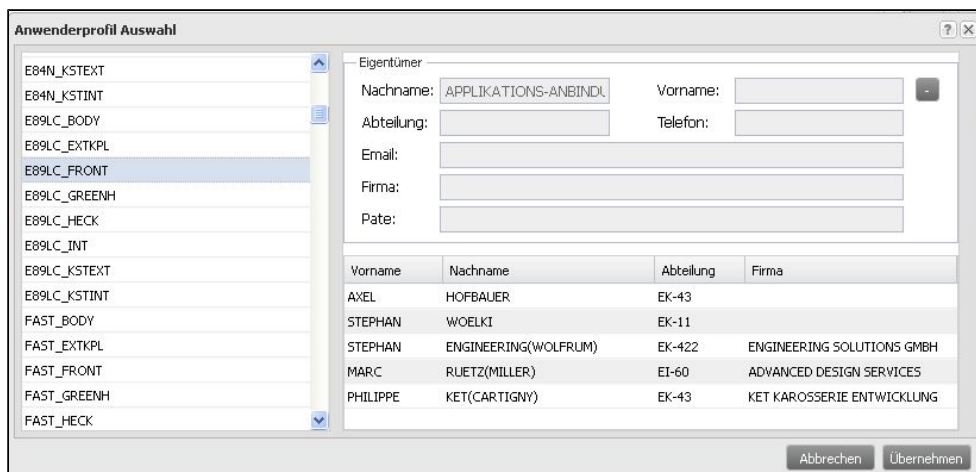 Anwenderprofil Auswahl
?
X
E84N_KSTEXT
E84N_KSTINT
E89LC_BODY
E89LC_EXTKPL
E89LC_FRONT
E89LC_GREENH
E89LC_HECK
E89LC_INT
E89LC_KSTEXT
E89LC_KSTINT
FAST_BODY
FAST_EXTKPL
FAST_FRONT
FAST_GREENH
FAST_HECK
Eigentümer
Nachname: APPLIKATIONS-ANBINDU Vorname: -
Abteilung: Telefon:
Email:
Firma:
Pate:
Vorname Nachname Abteilung Firma
AXEL HOFBAUER EK-43
STEPHAN WOELKI EK-11
STEPHAN ENGINEERING(WOLFRUM) EK-422 ENGINEERING SOLUTIONS GMBH
MARC RUETZ(MILLER) EI-60 ADVANCED DESIGN SERVICES
PHILIPPE KET(CARTIGNY) EK-43 KET KAROSSERIE ENTWICKLUNG
Abbrechen Übernehmen